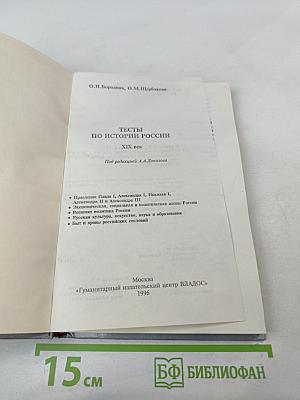 О.Н.Бородина, О.М.Щербакова
ТЕСТЫ
ПО ИСТОРИИ РОССИИ
XIX век
Под редакцией А.А.Данилова
• Правление Павла I, Александра I, Николая I,
Александра II и Александра III
• Экономическая, социальная и политическая жизнь России
• Внешняя политика России
• Русская культура, искусство, наука и образование
• Быт и нравы российских сословий
Москва
«Гуманитарный издательский центр ВЛАДОС»
1996
15 см
БФ БИБЛИОФАН